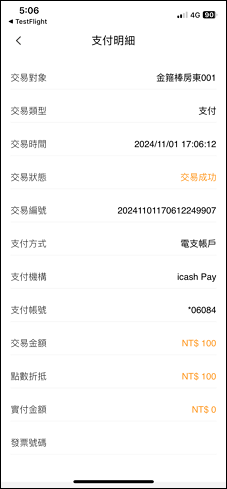 5:06 4G 90
◀ TestFlight
支付明細
交易對象 金箍棒房東001
交易類型 支付
交易時間 2024/11/01 17:06:12
交易狀態 交易成功
交易編號 20241101170612249907
支付方式 電支帳戶
支付機構 icash Pay
支付帳號 *06084
交易金額 NT$ 100
點數折抵 NT$ 100
實付金額 NT$ 0
發票號碼